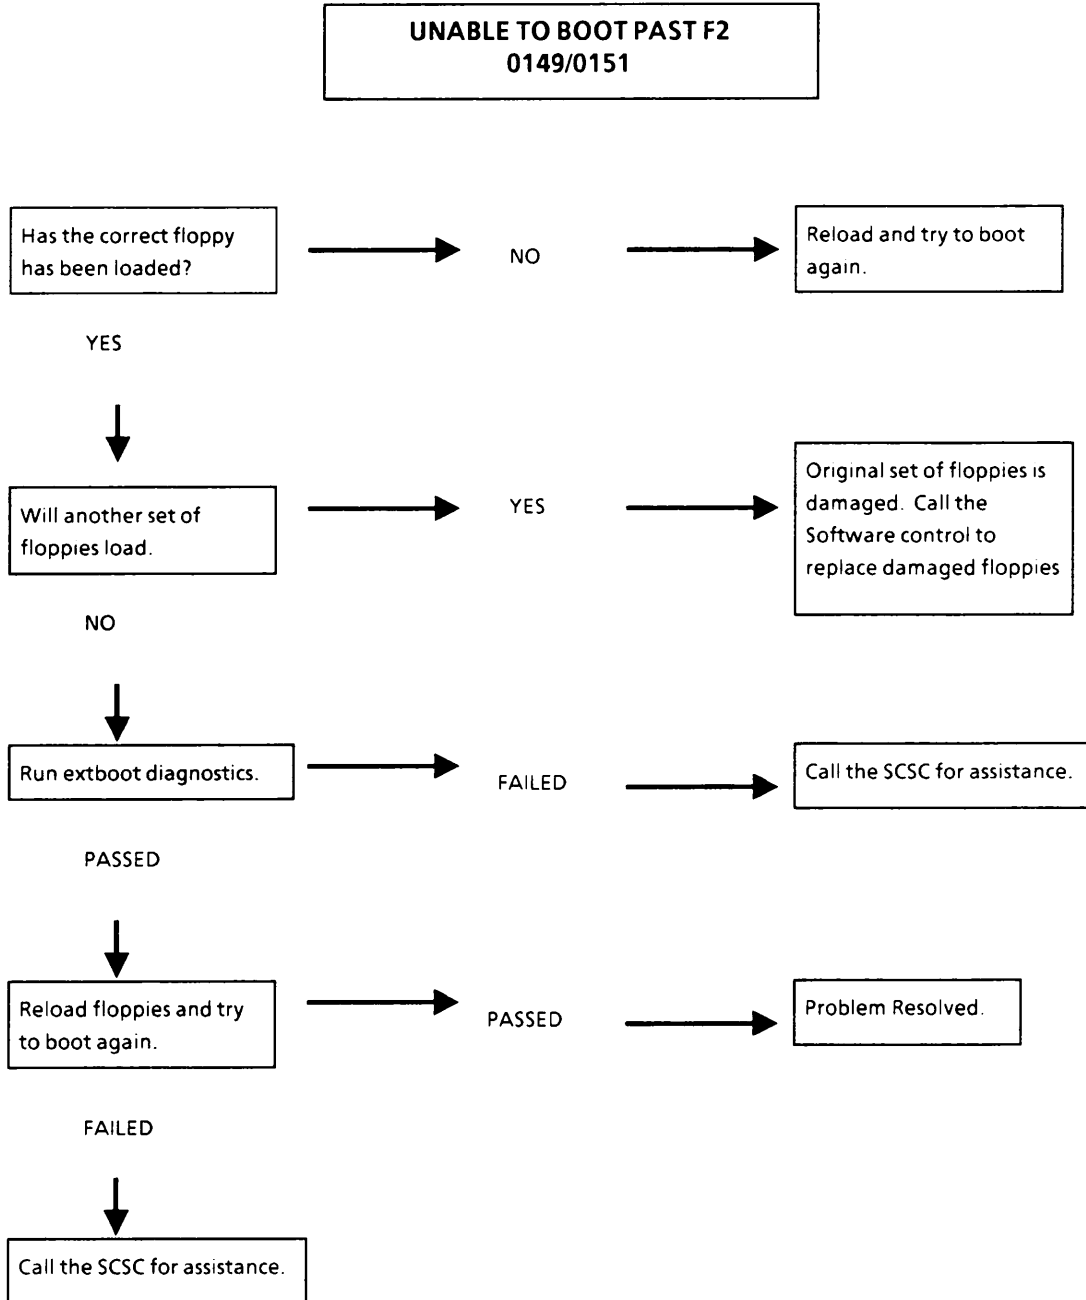 UNABLE TO BOOT PAST F2
0149/0151
Has the correct floppy
has been loaded?
NO
Reload and try to boot
again.
YES
Will another set of
floppies load.
YES
Original set of floppies is
damaged. Call the
Software control to
replace damaged floppies
NO
Run extboot diagnostics.
FAILED
Call the SCSC for assistance.
PASSED
Reload floppies and try
to boot again.
PASSED
Problem Resolved.
FAILED
Call the SCSC for assistance.